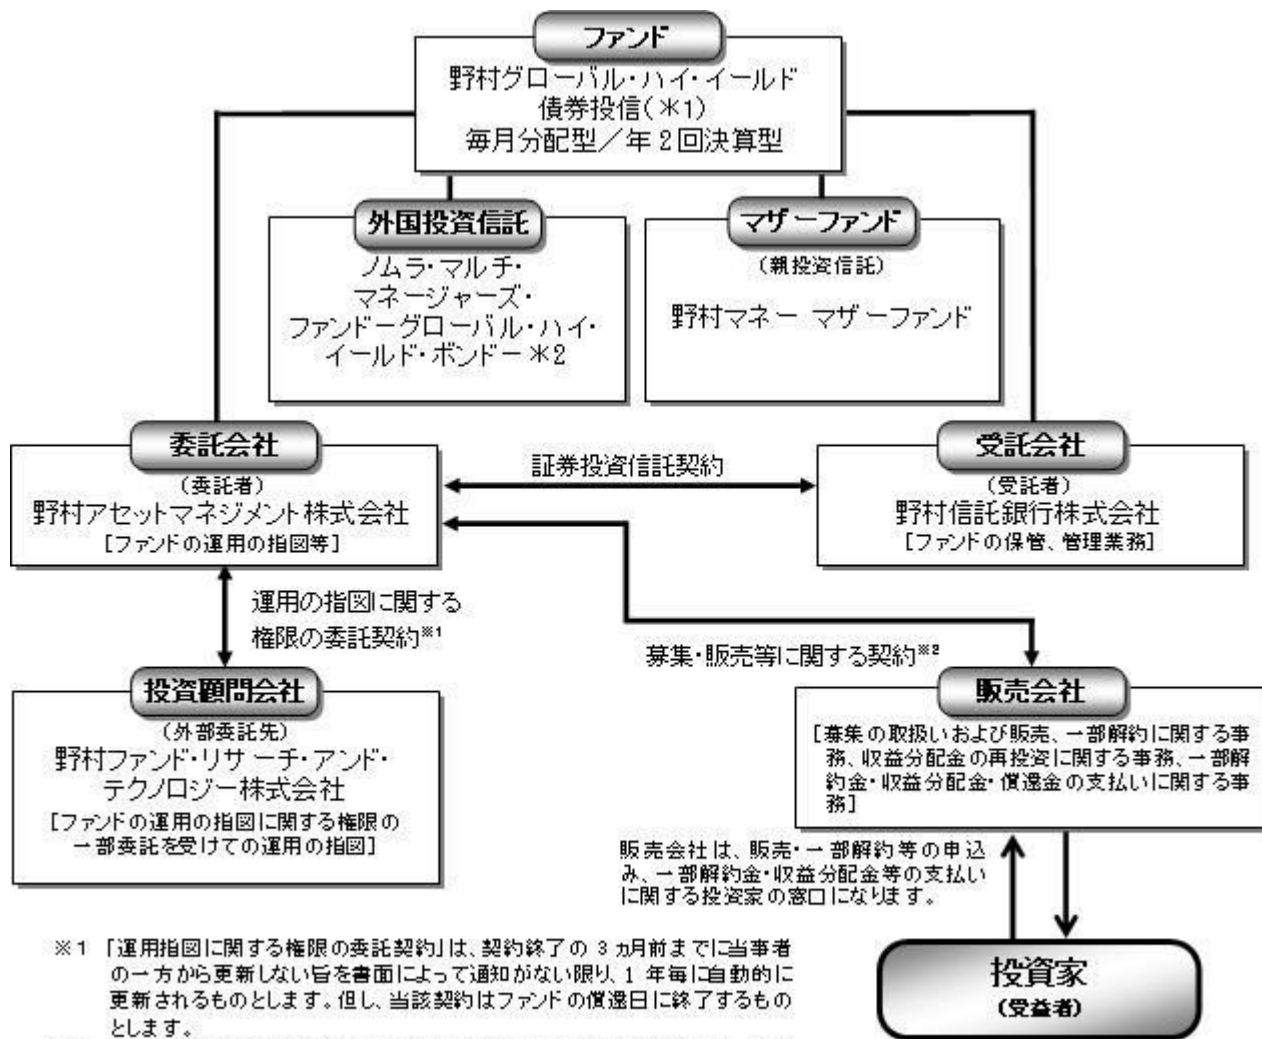 ファンド
野村グローバル・ハイ・イールド
債券投信(＊1)
毎月分配型／年2回決算型
外国投資信託
ノムラ・マルチ・
マネージャーズ・
ファンドーグローバル・ハイ・
イールド・ボンドー＊2
マザーファンド
(親投資信託)
野村マネー マザーファンド
委託会社
(委託者)
野村アセットマネジメント株式会社
[ファンドの運用の指図等]
証券投資信託契約
受託会社
(受託者)
野村信託銀行株式会社
[ファンドの保管、管理業務]
運用の指図に関する
権限の委託契約※1
募集・販売等に関する契約※2
投資顧問会社
(外部委託先)
野村ファンド・リサーチ・アンド・
テクノロジー株式会社
[ファンドの運用の指図に関する権限の
一部委託を受けての運用の指図]
販売会社
[募集の取扱いおよび販売、一部解約に関する事
務、収益分配金の再投資に関する事務、一部解
約金・収益分配金・償還金の支払いに関する事
務]
販売会社は、販売・一部解約等の申込
み、一部解約金・収益分配金等の支払い
に関する投資家の窓口になります。
投資家
(受益者)
※1 「運用指図に関する権限の委託契約」は、契約終了の3ヵ月前までに当事者
の一方から更新しない旨を書面によって通知がない限り、1年毎に自動的に
更新されるものとします。但し、当該契約はファンドの償還日に終了するもの
とします。